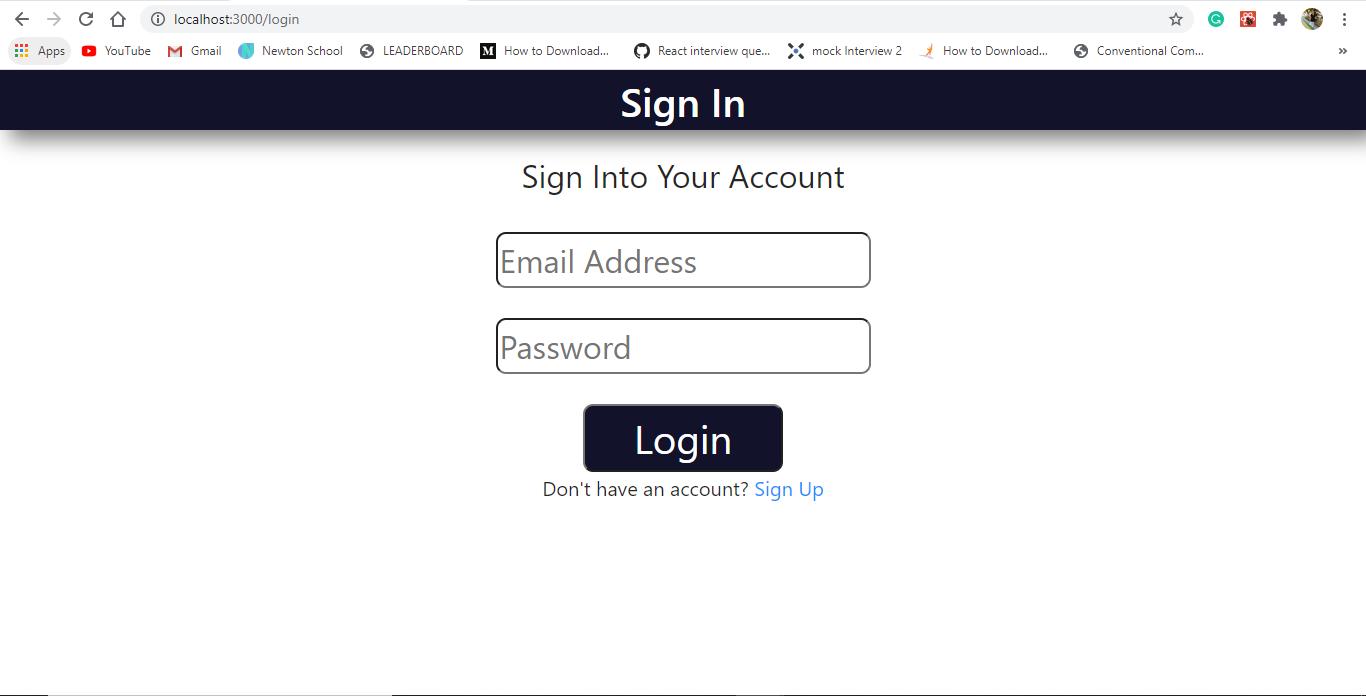 localhost:3000/login
Apps YouTube Gmail Newton School LEADERBOARD M How to Download... React interview que... mock Interview 2 How to Download... Conventional Com... »
Sign In
Sign Into Your Account
Email Address
Password
Login
Don't have an account? Sign Up